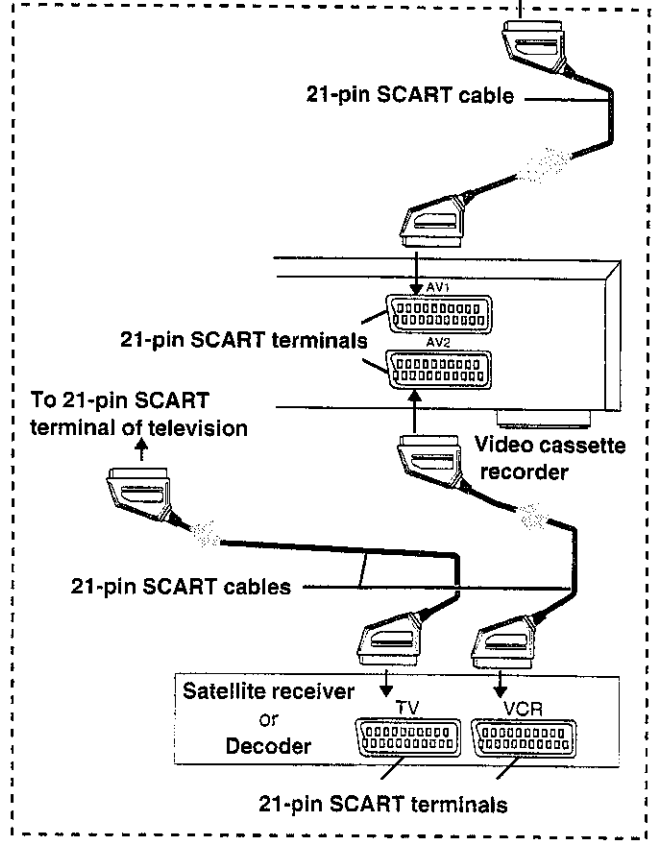 21-pin SCART cable
AV1
21-pin SCART terminals
AV2
To 21-pin SCART
terminal of television
Video cassette
recorder
21-pin SCART cables
Satellite receiver
or
Decoder
TV
VCR
21-pin SCART terminals